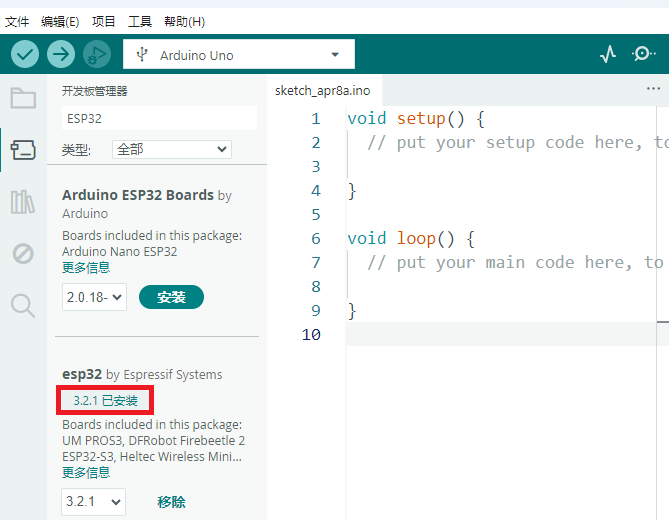 文件 编辑(E) 项目 工具 帮助(H)
Arduino Uno
开发板管理器
ESP32
类型: 全部
Arduino ESP32 Boards by
Arduino
Boards included in this package:
Arduino Nano ESP32
更多信息
2.0.18- 安装
esp32 by Espressif Systems
3.2.1 已安装
Boards included in this package:
UM PROS3, DFRobot Firebeetle 2
ESP32-S3, Heltec Wireless Mini...
更多信息
3.2.1 移除
sketch_apr8a.ino ...
1 void setup() {
2 // put your setup code here, to
3
4 }
5
6 void loop() {
7 // put your main code here, to
8
9 }
10